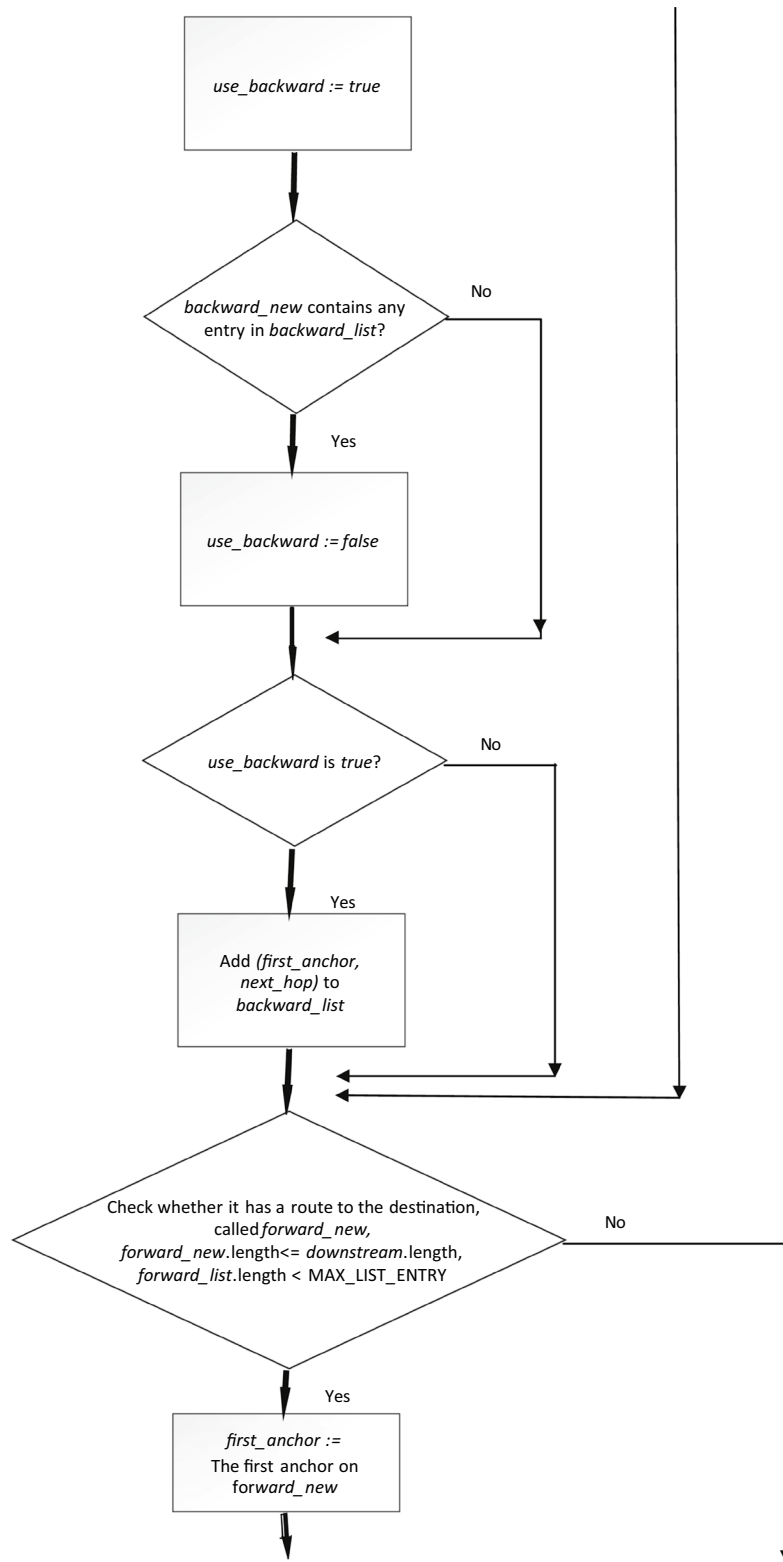 use_backward := true
backward_new contains any
entry in backward_list?
No
Yes
use_backward := false
use_backward is true?
No
Yes
Add (first_anchor,
next_hop) to
backward_list
Check whether it has a route to the destination,
called forward_new,
forward_new.length<= downstream.length,
forward_list.length < MAX_LIST_ENTRY
No
Yes
first_anchor :=
The first anchor on
forward_new